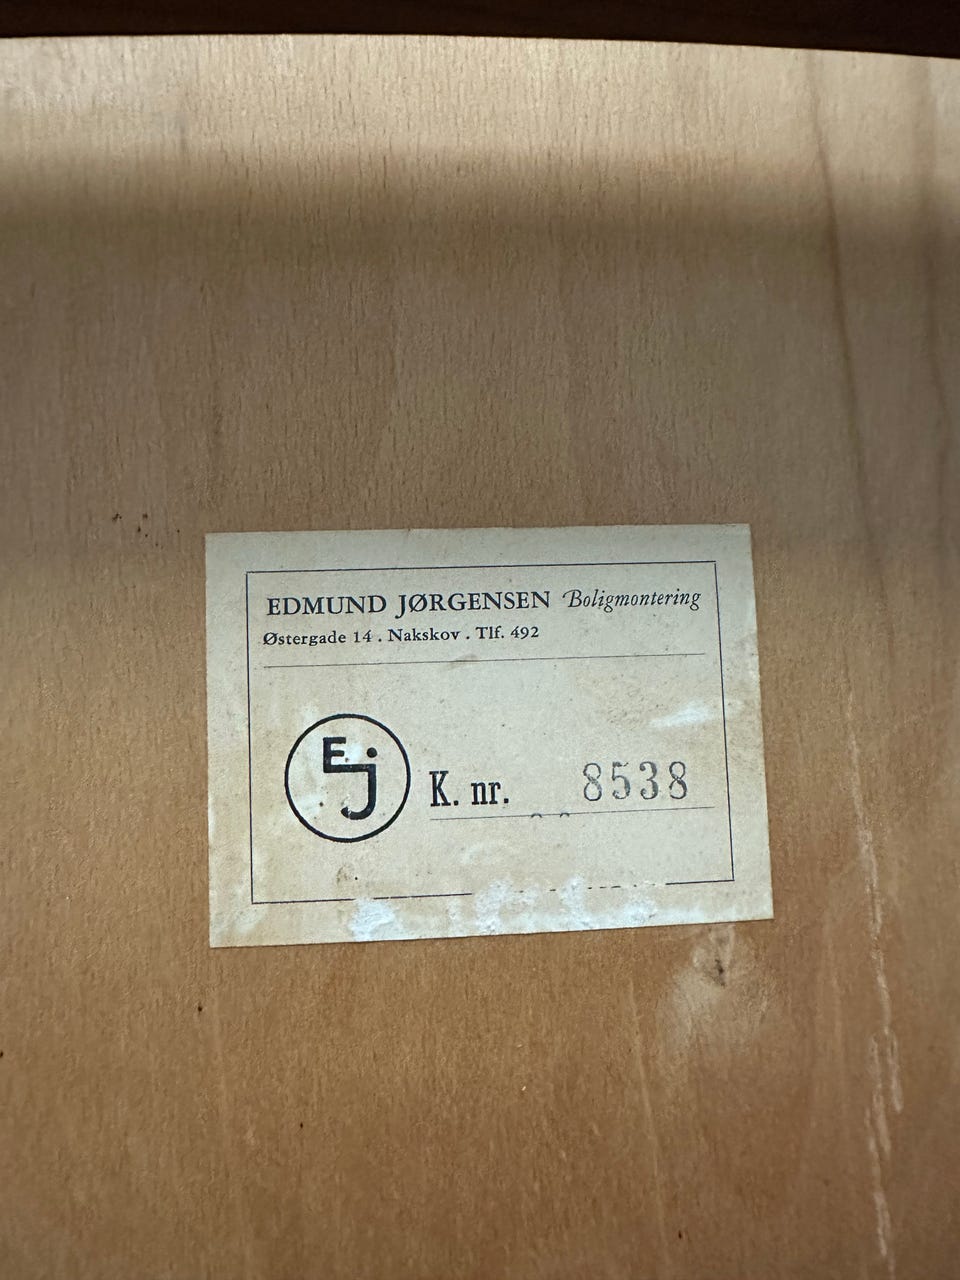 EDMUND JØRGENSEN Boligmontering
Østergade 14 . Nakskov . Tlf. 492
Ej
K. nr. 8538